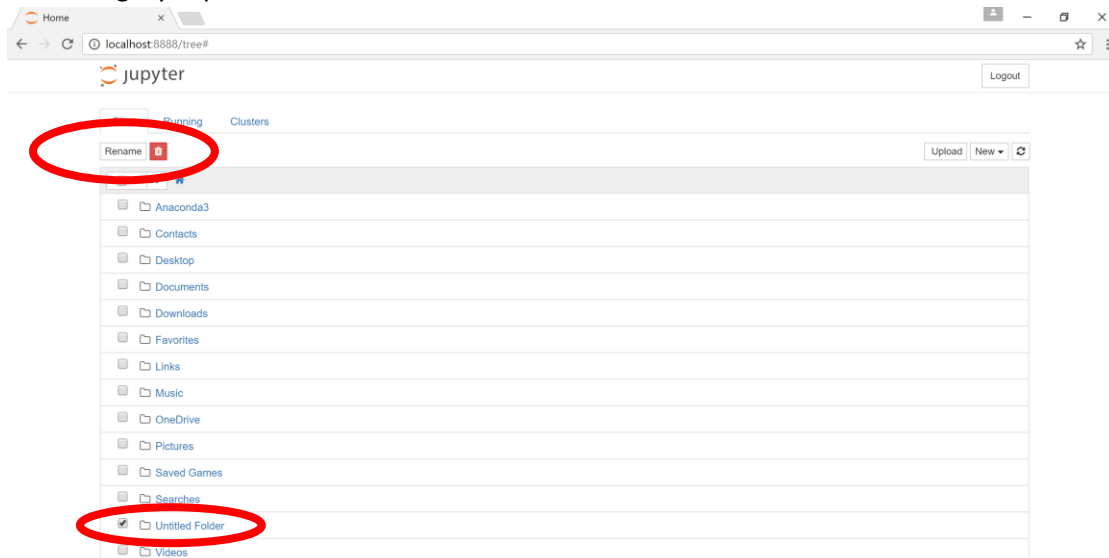 Home
localhost:8888/tree#
jupyter
Logout
Running Clusters
Rename
Upload New
Anaconda3
Contacts
Desktop
Documents
Downloads
Favorites
Links
Music
OneDrive
Pictures
Saved Games
Searches
Untitled Folder
Videos